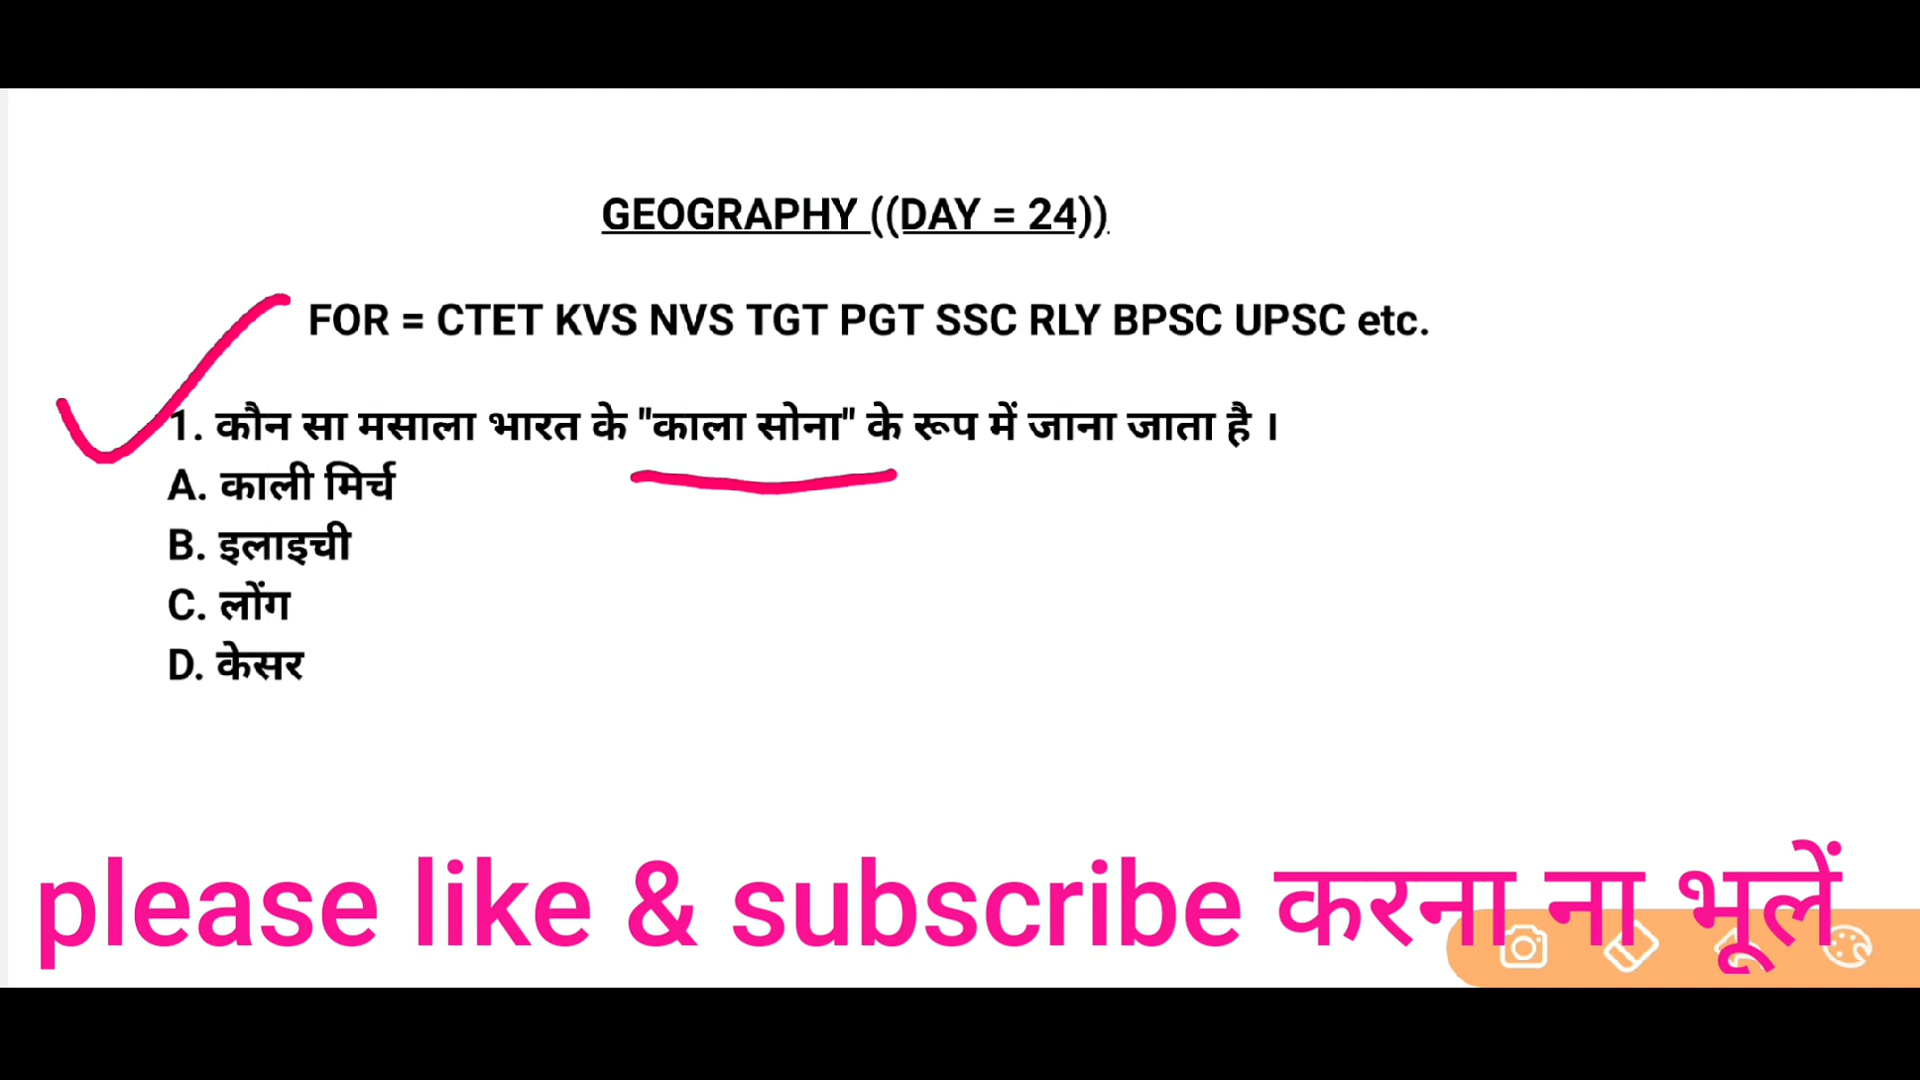 GEOGRAPHY ((DAY = 24))
FOR = CTET KVS NVS TGT PGT SSC RLY BPSC UPSC etc.
1. कौन सा मसाला भारत के "काला सोना" के रूप में जाना जाता है ।
A. काली मिर्च
B. इलाइची
C. लोंग
D. केसर
please like & subscribe करना ना भूलें